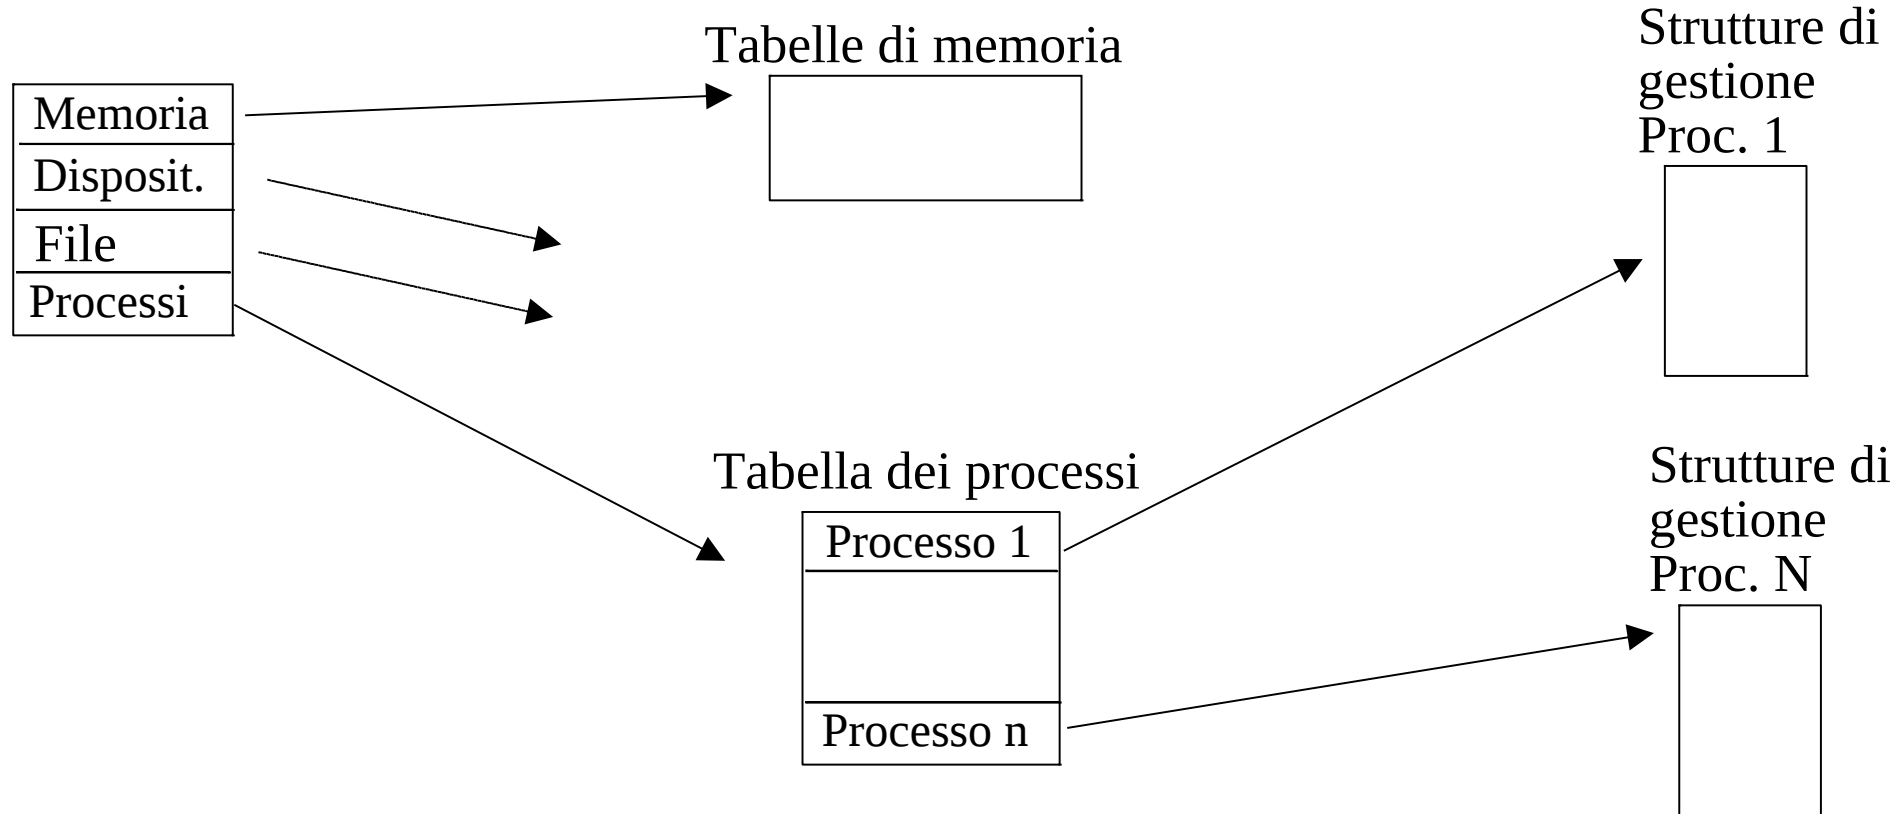 Memoria
Disposit.
File
Processi
Tabelle di memoria
Tabella dei processi
Processo 1
Processo n
Strutture di
gestione
Proc. 1
Strutture di
gestione
Proc. N